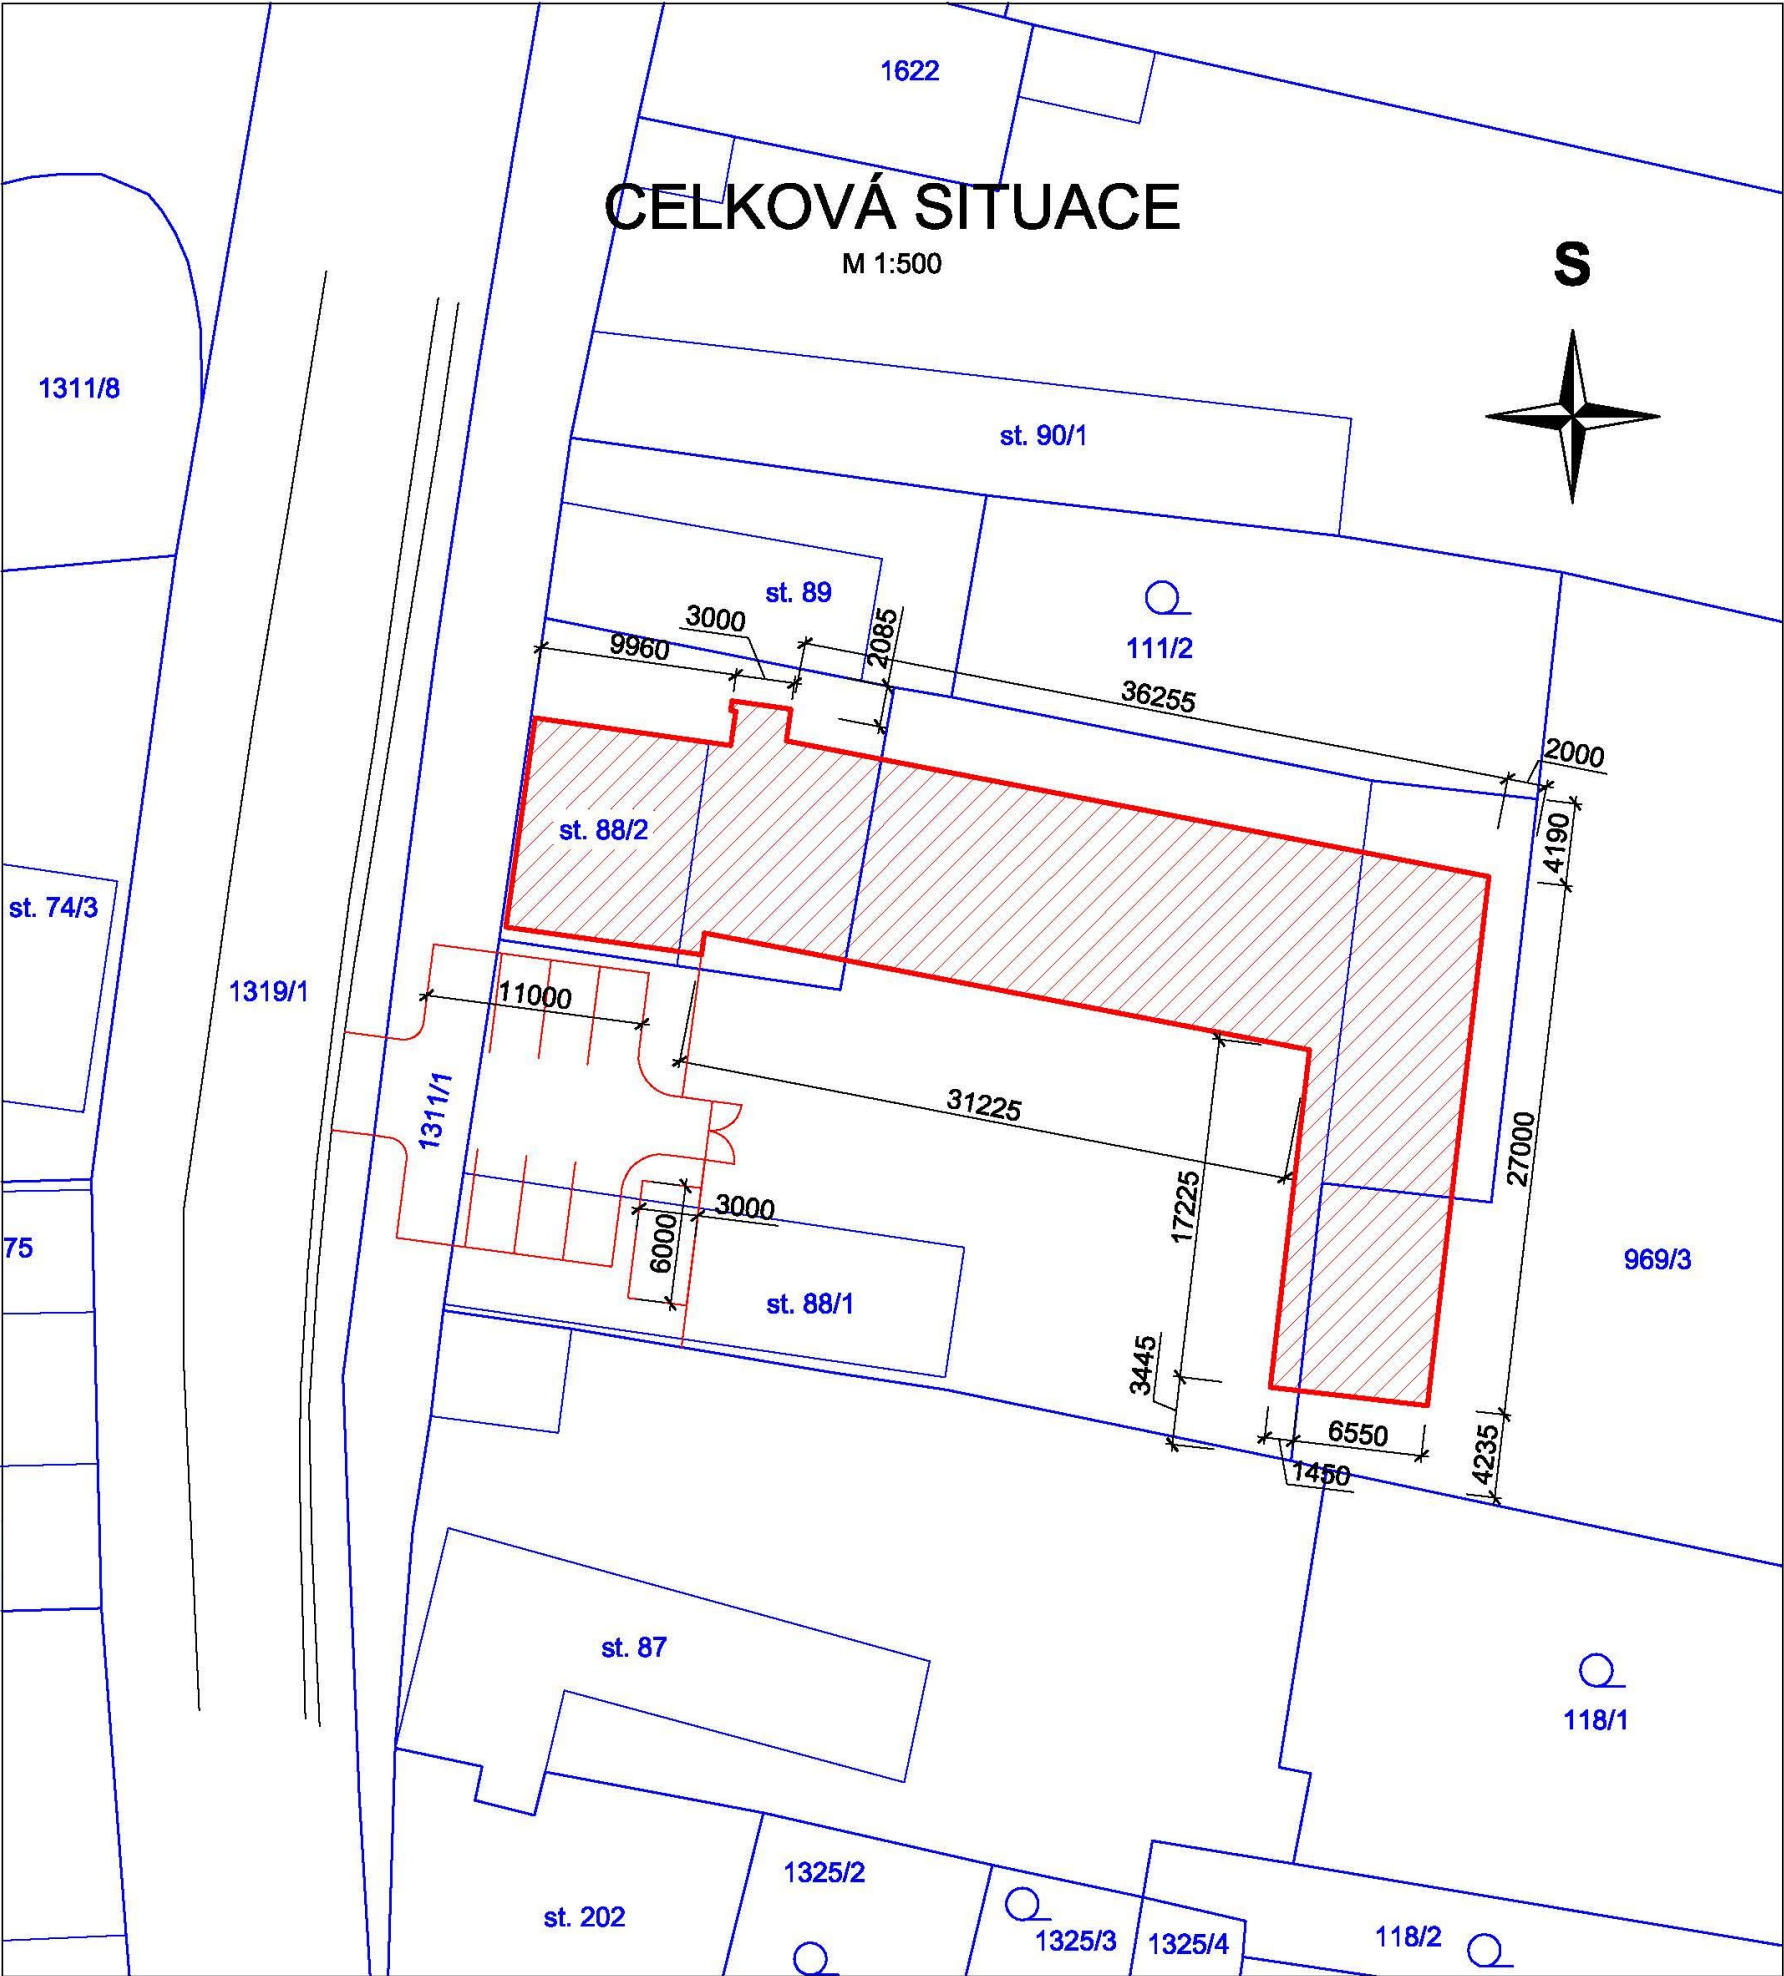 1622
CELKOVÁ SITUACE
M 1:500
S
1311/8
st. 90/1
st. 89
3000
2085
9960
111/2
36255
2000
4190
st. 88/2
st. 74/3
1319/1
11000
1311/1
31225
27000
17225
3000
6000
75
969/3
st. 88/1
3445
6550
1450
4235
st. 87
118/1
1325/2
st. 202
1325/3
1325/4
118/2